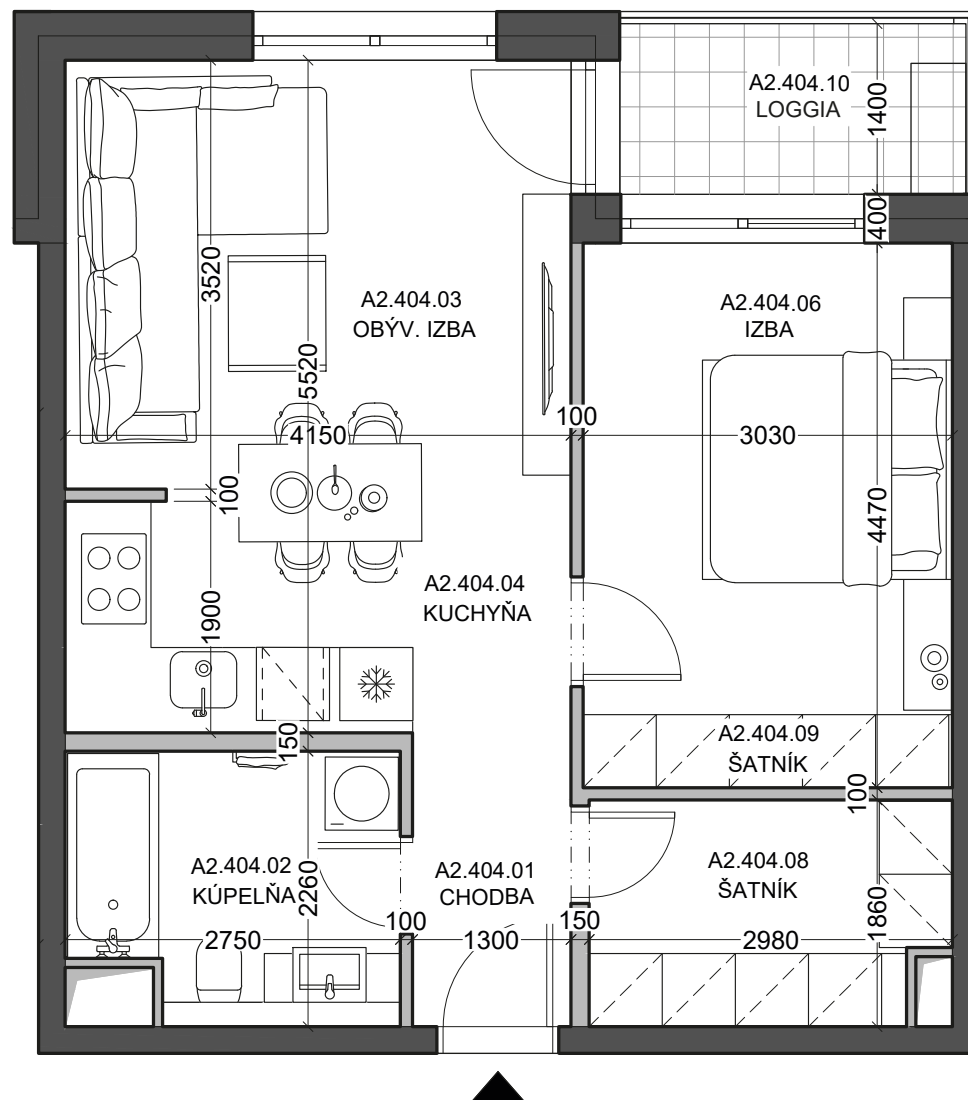 A2.404.10
LOGGIA
1400
400
3520
5520
A2.404.03
OBÝV. IZBA
A2.404.06
IZBA
4150
100
3030
100
4470
A2.404.04
KUCHYŇA
1900
150
A2.404.09
ŠATNÍK
100
A2.404.02
KÚPELŇA
2260
A2.404.01
CHODBA
A2.404.08
ŠATNÍK
1860
2750
100
1300
150
2980